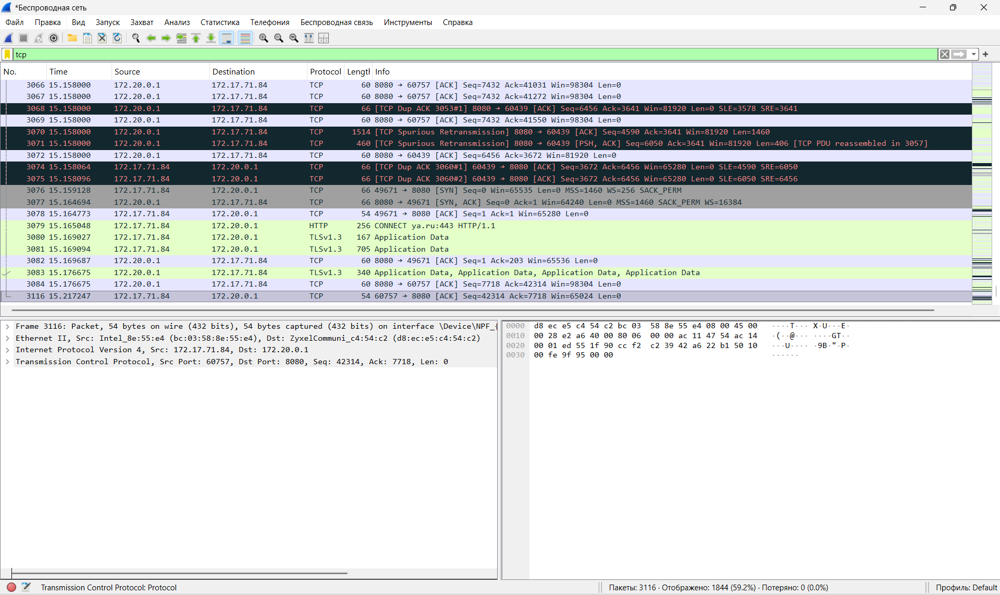 *Беспроводная сеть
Файл Правка Вид Запуск Захват Анализ Статистика Телефония Беспроводная связь Инструменты Справка
tcp
No. Time Source Destination Protocol Length Info
3066 15.158000 172.20.0.1 172.17.71.84 TCP 60 8080 → 60757 [ACK] Seq=7432 Ack=41031 Win=98304 Len=0
3067 15.158000 172.20.0.1 172.17.71.84 TCP 60 8080 → 60757 [ACK] Seq=7432 Ack=41272 Win=98304 Len=0
3068 15.158000 172.20.0.1 172.17.71.84 TCP 66 [TCP Dup ACK 3053#1] 8080 → 60439 [ACK] Seq=6456 Ack=3641 Win=81920 Len=0 SLE=3578 SRE=3641
3069 15.158000 172.20.0.1 172.17.71.84 TCP 60 8080 → 60757 [ACK] Seq=7432 Ack=41550 Win=98304 Len=0
3070 15.158000 172.20.0.1 172.17.71.84 TCP 1514 [TCP Spurious Retransmission] 8080 → 60439 [ACK] Seq=4590 Ack=3641 Win=81920 Len=1460
3071 15.158000 172.20.0.1 172.17.71.84 TCP 460 [TCP Spurious Retransmission] 8080 → 60439 [PSH, ACK] Seq=6050 Ack=3641 Win=81920 Len=406 [TCP PDU reassembled in 3057]
3072 15.158000 172.20.0.1 172.17.71.84 TCP 60 8080 → 60439 [ACK] Seq=6456 Ack=3672 Win=81920 Len=0
3074 15.158064 172.17.71.84 172.20.0.1 TCP 66 [TCP Dup ACK 3060#1] 60439 → 8080 [ACK] Seq=3672 Ack=6456 Win=65280 Len=0 SLE=4590 SRE=6050
3075 15.158096 172.17.71.84 172.20.0.1 TCP 66 [TCP Dup ACK 3060#2] 60439 → 8080 [ACK] Seq=3672 Ack=6456 Win=65280 Len=0 SLE=6050 SRE=6456
3076 15.159128 172.17.71.84 172.20.0.1 TCP 66 49671 → 8080 [SYN] Seq=0 Win=65535 Len=0 MSS=1460 WS=256 SACK_PERM
3077 15.164694 172.20.0.1 172.17.71.84 TCP 66 8080 → 49671 [SYN, ACK] Seq=0 Ack=1 Win=64240 Len=0 MSS=1460 SACK_PERM WS=16384
3078 15.164773 172.17.71.84 172.20.0.1 TCP 54 49671 → 8080 [ACK] Seq=1 Ack=1 Win=65280 Len=0
3079 15.165048 172.17.71.84 172.20.0.1 HTTP 256 CONNECT ya.ru:443 HTTP/1.1
3080 15.169027 172.17.71.84 172.20.0.1 TLSv1.3 167 Application Data
3081 15.169094 172.17.71.84 172.20.0.1 TLSv1.3 705 Application Data
3082 15.169687 172.20.0.1 172.17.71.84 TCP 60 8080 → 49671 [ACK] Seq=1 Ack=203 Win=65536 Len=0
3083 15.176675 172.20.0.1 172.17.71.84 TLSv1.3 340 Application Data, Application Data, Application Data, Application Data
3084 15.176675 172.20.0.1 172.17.71.84 TCP 60 8080 → 60757 [ACK] Seq=7718 Ack=42314 Win=98304 Len=0
3116 15.217247 172.17.71.84 172.20.0.1 TCP 54 60757 → 8080 [ACK] Seq=42314 Ack=7718 Win=65024 Len=0
Frame 3116: Packet, 54 bytes on wire (432 bits), 54 bytes captured (432 bits) on interface \Device\NPF_{
Ethernet II, Src: Intel_8e:55:e4 (bc:03:58:8e:55:e4), Dst: ZyxelCommuni_c4:54:c2 (d8:ec:e5:c4:54:c2)
Internet Protocol Version 4, Src: 172.17.71.84, Dst: 172.20.0.1
Transmission Control Protocol, Src Port: 60757, Dst Port: 8080, Seq: 42314, Ack: 7718, Len: 0
0000 d8 ec e5 c4 54 c2 bc 03 58 8e 55 e4 08 00 45 00 ····T··· X·U···E·
0010 00 28 e2 a6 40 00 80 06 00 00 ac 11 47 54 ac 14 ·(··@··· ····GT··
0020 00 01 ed 55 1f 90 cc f2 c2 39 42 a6 22 b1 50 10 ···U···· ·9B·"·P·
0030 00 fe 9f 95 00 00 ······
Transmission Control Protocol: Protocol
Пакеты: 3116 · Отображено: 1844 (59.2%) · Потеряно: 0 (0.0%)
Профиль: Default